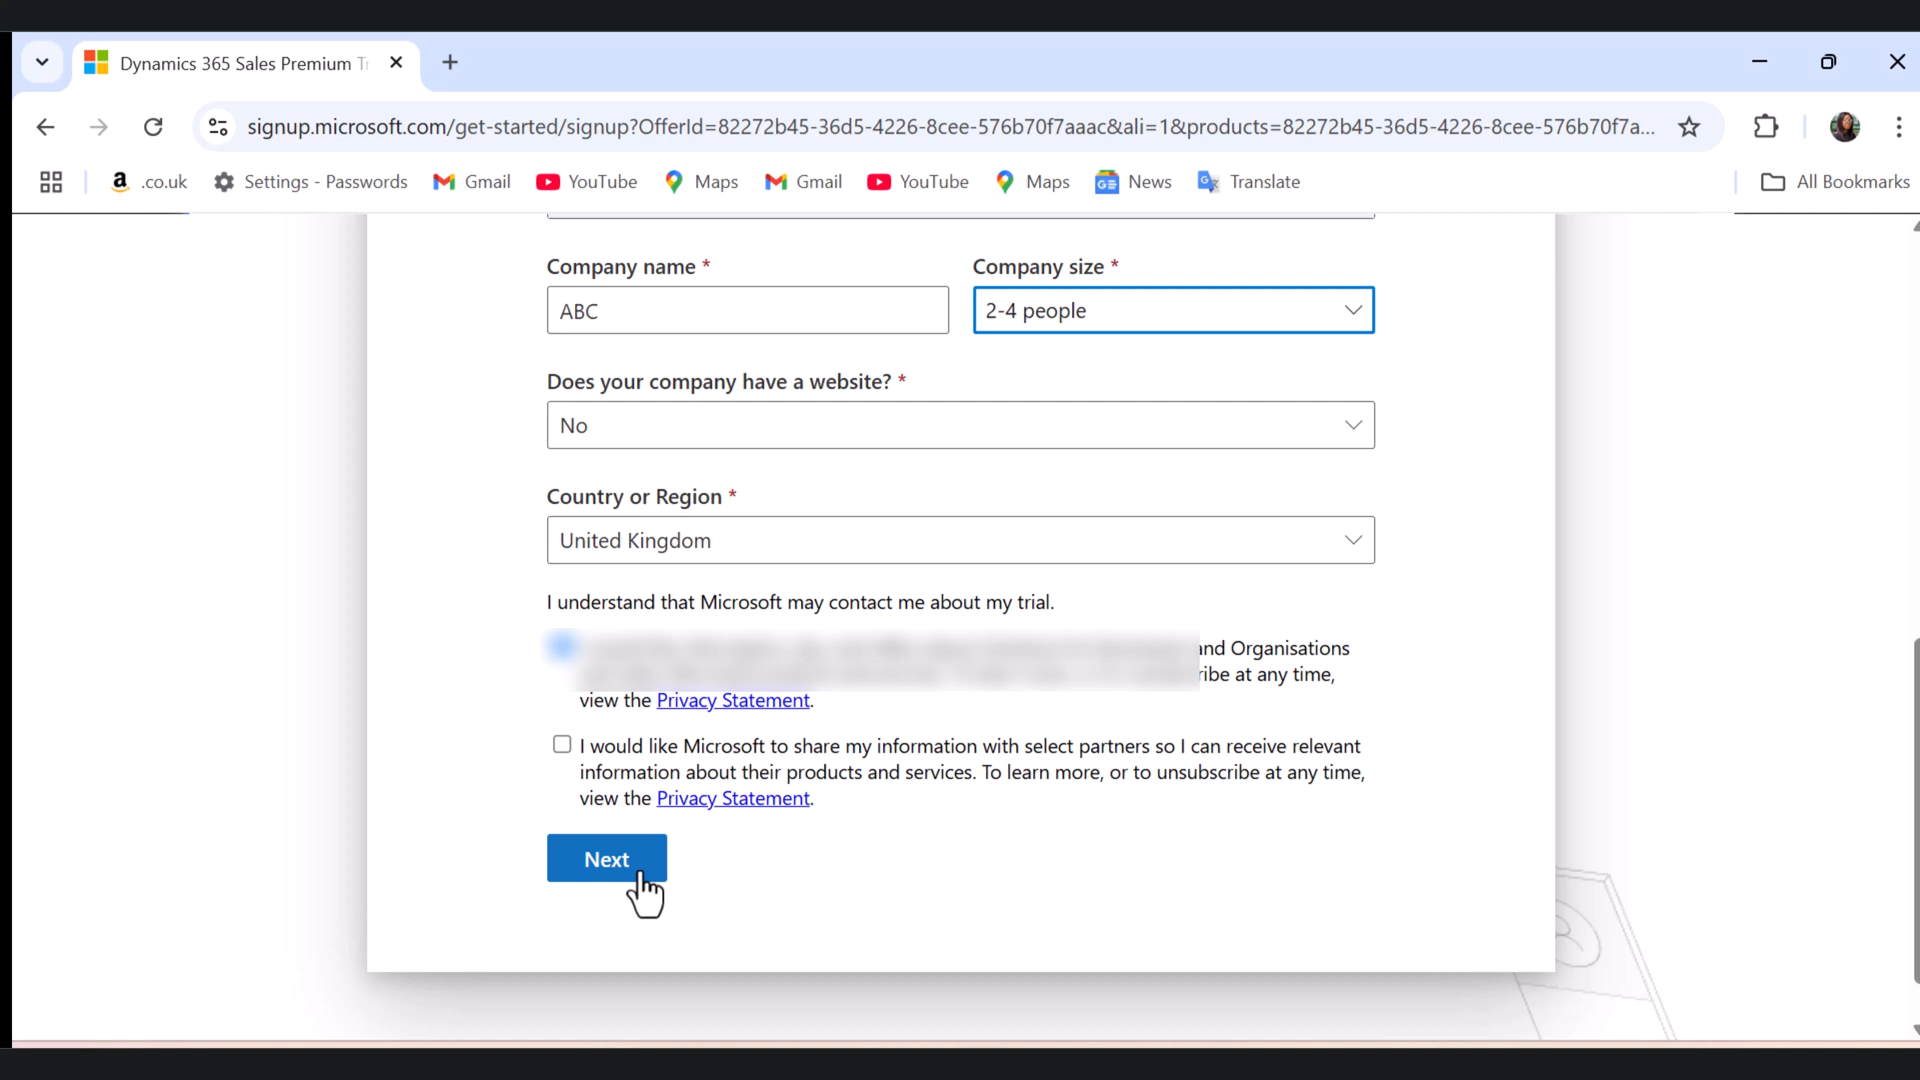 Dynamics 365 Sales Premium Tr
signup.microsoft.com/get-started/signup?OfferId=82272b45-36d5-4226-8cee-576b70f7aaac&ali=1&products=82272b45-36d5-4226-8cee-576b70f7a...
a .co.uk Settings - Passwords Gmail YouTube Maps Gmail YouTube Maps News Translate All Bookmarks
Company name * Company size *
ABC 2-4 people
Does your company have a website? *
No
Country or Region *
United Kingdom
I understand that Microsoft may contact me about my trial.
and Organisations
at any time,
view the Privacy Statement.
I would like Microsoft to share my information with select partners so I can receive relevant
information about their products and services. To learn more, or to unsubscribe at any time,
view the Privacy Statement.
Next